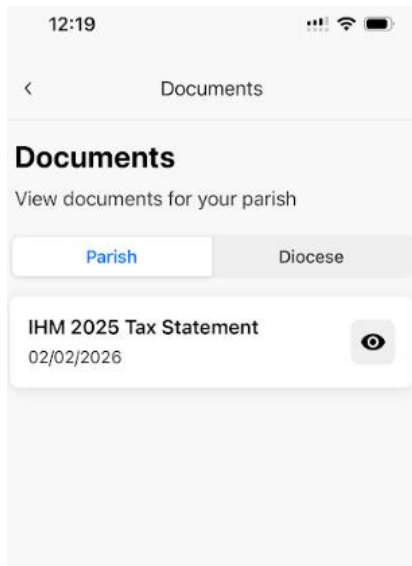 12:19
Documents
Documents
View documents for your parish
Parish Diocese
IHM 2025 Tax Statement
02/02/2026